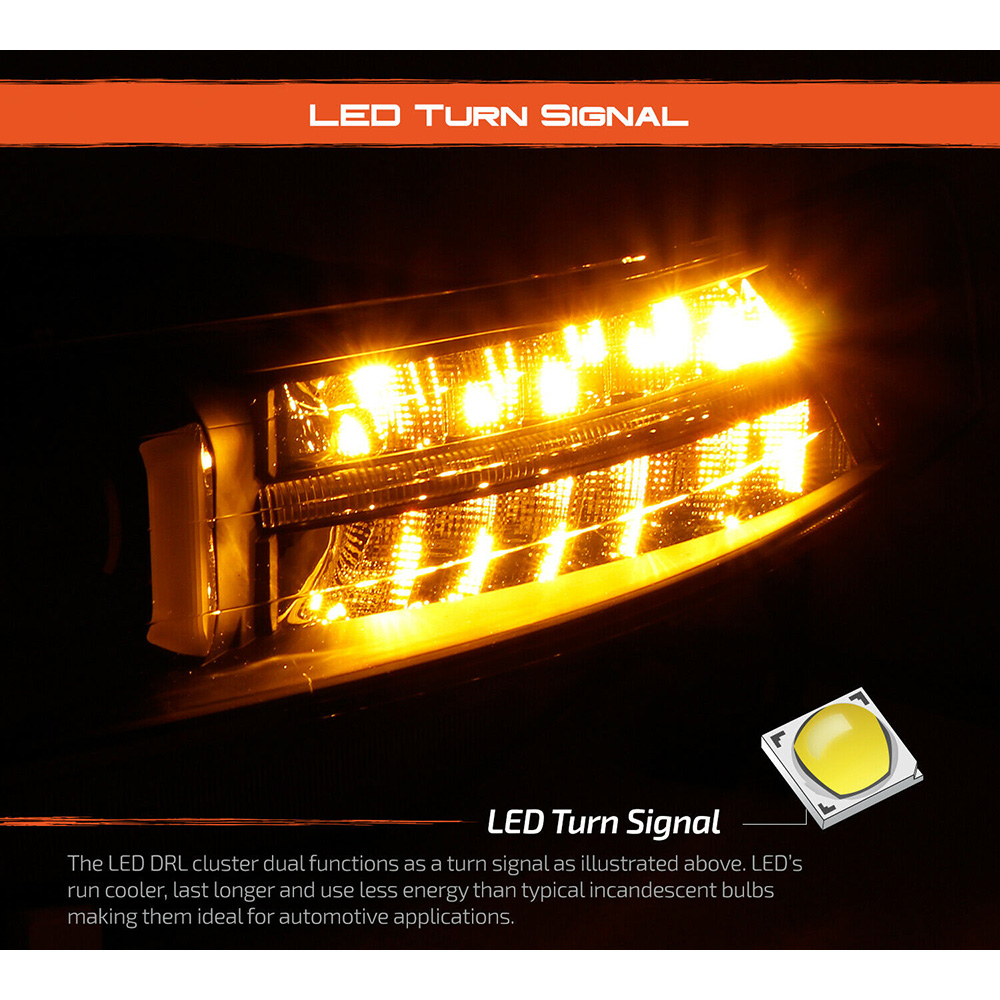 LED Turn Signal
LED Turn Signal
The LED DRL cluster dual functions as a turn signal as illustrated above. LED's
run cooler, last longer and use less energy than typical incandescent bulbs
making them ideal for automotive applications.